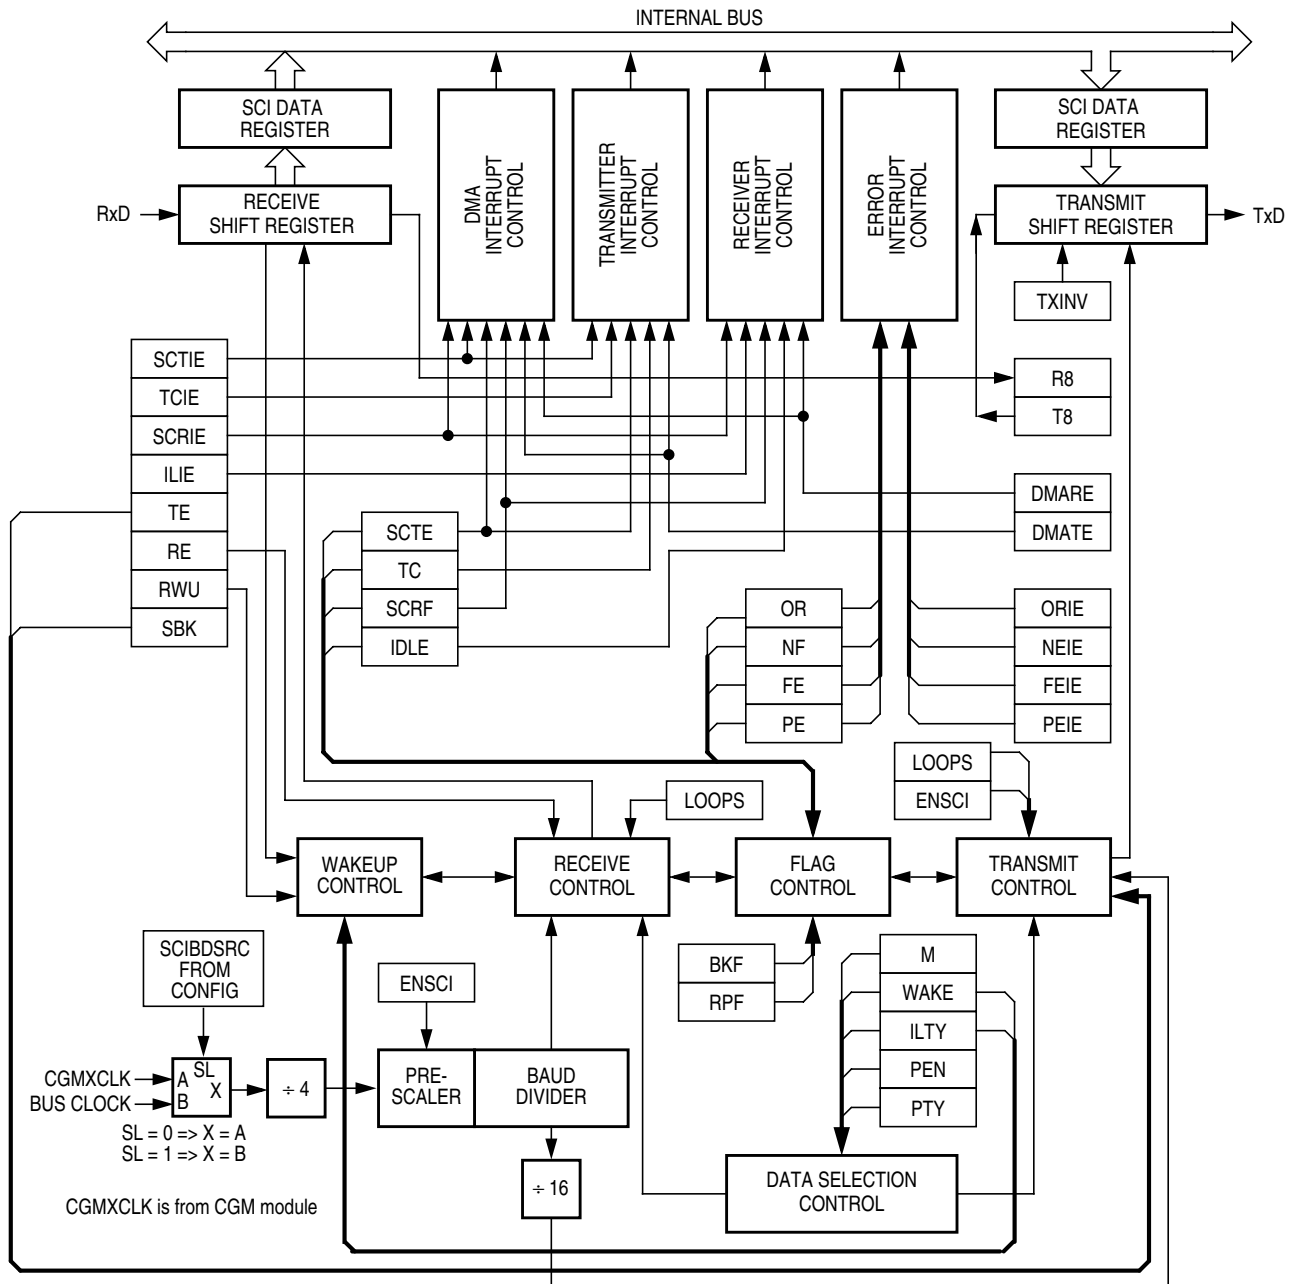 INTERNAL BUS
SCI DATA
REGISTER
SCI DATA
REGISTER
DMA
INTERRUPT
CONTROL
TRANSMITTER
INTERRUPT
CONTROL
RECEIVER
INTERRUPT
CONTROL
ERROR
INTERRUPT
CONTROL
RxD
RECEIVE
SHIFT REGISTER
TRANSMIT
SHIFT REGISTER
TxD
TXINV
SCTIE
TCIE
SCRIE
ILIE
TE
RE
RWU
SBK
R8
T8
DMARE
DMATE
SCTE
TC
SCRF
IDLE
OR
NF
FE
PE
ORIE
NEIE
FEIE
PEIE
LOOPS
LOOPS
ENSCI
WAKEUP
CONTROL
RECEIVE
CONTROL
FLAG
CONTROL
TRANSMIT
CONTROL
SCIBDSRC
FROM
CONFIG
ENSCI
BKF
RPF
M
WAKE
ILTY
PEN
PTY
CGMXCLK
BUS CLOCK
SL
A
X
B
÷ 4
PRE-
SCALER
BAUD
DIVIDER
SL = 0 => X = A
SL = 1 => X = B
÷ 16
DATA SELECTION
CONTROL
CGMXCLK is from CGM module